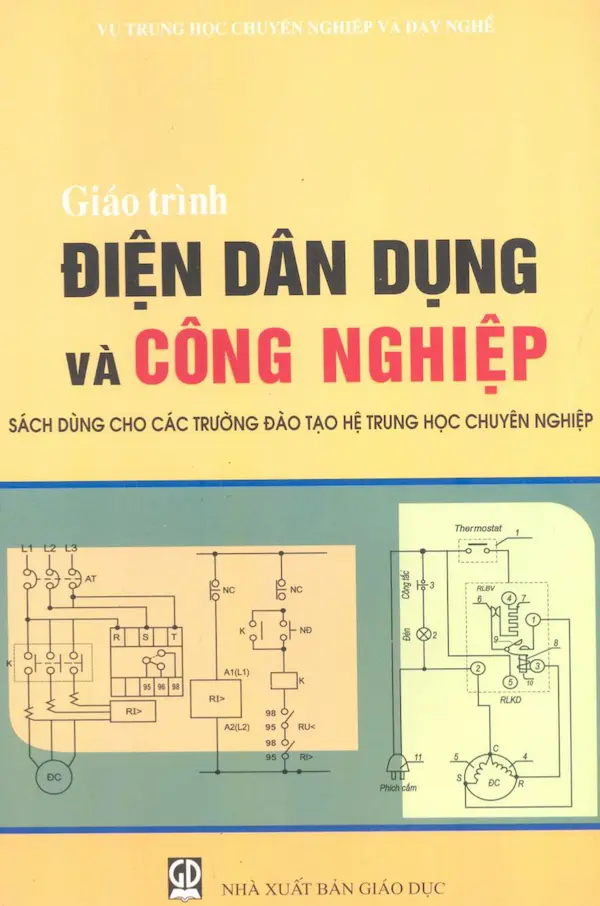 VỤ TRUNG HỌC CHUYÊN NGHIỆP VÀ DẠY NGHỀ
Giáo trình
ĐIỆN DÂN DỤNG
VÀ CÔNG NGHIỆP
SÁCH DÙNG CHO CÁC TRƯỜNG ĐÀO TẠO HỆ TRUNG HỌC CHUYÊN NGHIỆP
L1 L2 L3
AT
R S T
K
95 96 98
RI>
ĐC
NC
NC
K
NĐ
A1(L1)
K
RI>
A2(L2)
98
95
RU<
98
95
RI>
Thermostat
1
Công tắc
3
Đèn
2
RLBV
6
4
7
1
9
8
2
5
3
10
RLKD
11
Phích cắm
C
5
4
S
ĐC
R
GD
NHÀ XUẤT BẢN GIÁO DỤC